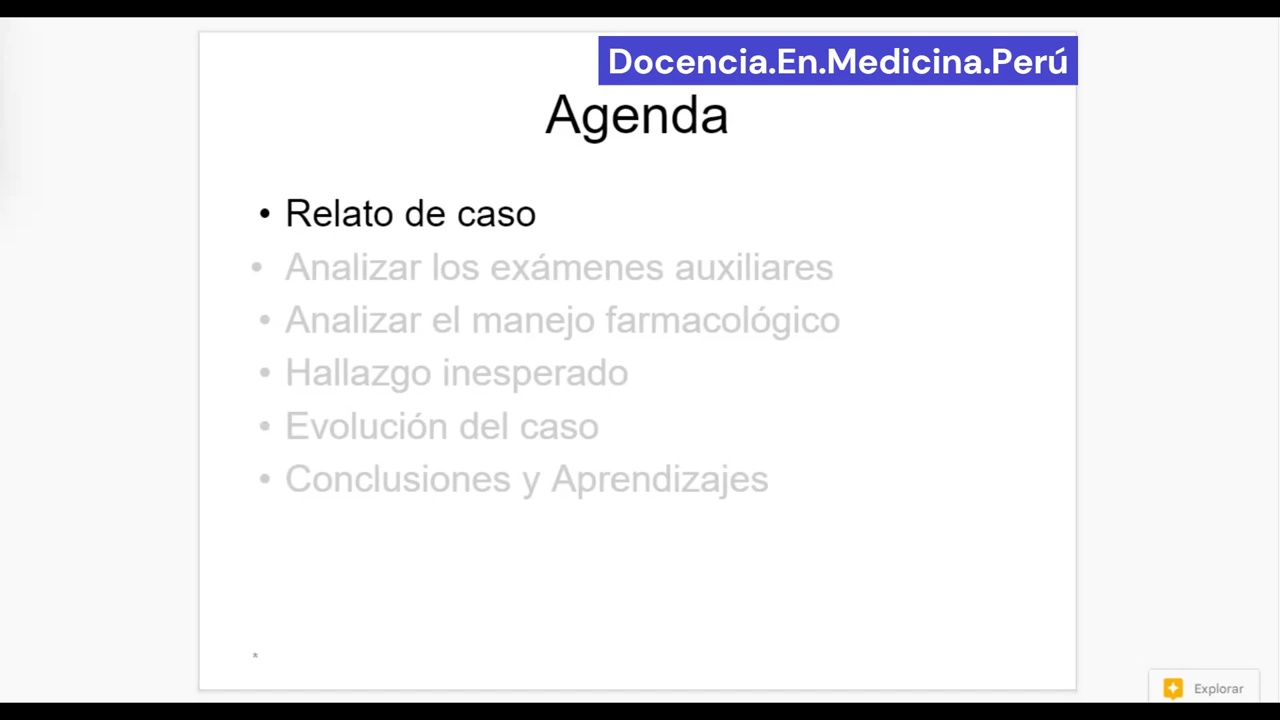 Docencia.En.Medicina.Perú
Agenda
• Relato de caso
• Analizar los exámenes auxiliares
• Analizar el manejo farmacológico
• Hallazgo inesperado
• Evolución del caso
• Conclusiones y Aprendizajes
*
Explorar